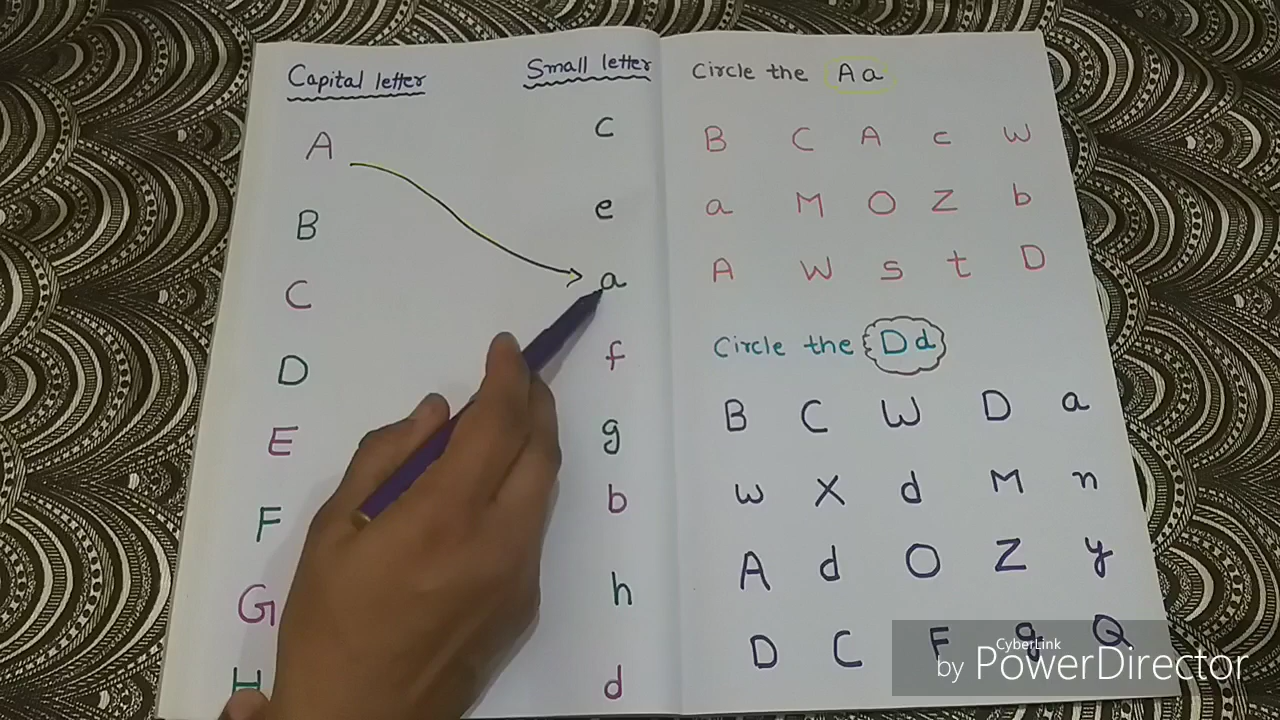 Capital letter
A
B
C
D
E
F
G
H
Small letter
c
e
a
f
g
b
h
d
Circle the Aa
B C A c w
a M O Z b
A W s t D
Circle the Dd
B C W D a
w X d M n
A d O Z y
D C F g Q
CyberLink
by PowerDirector